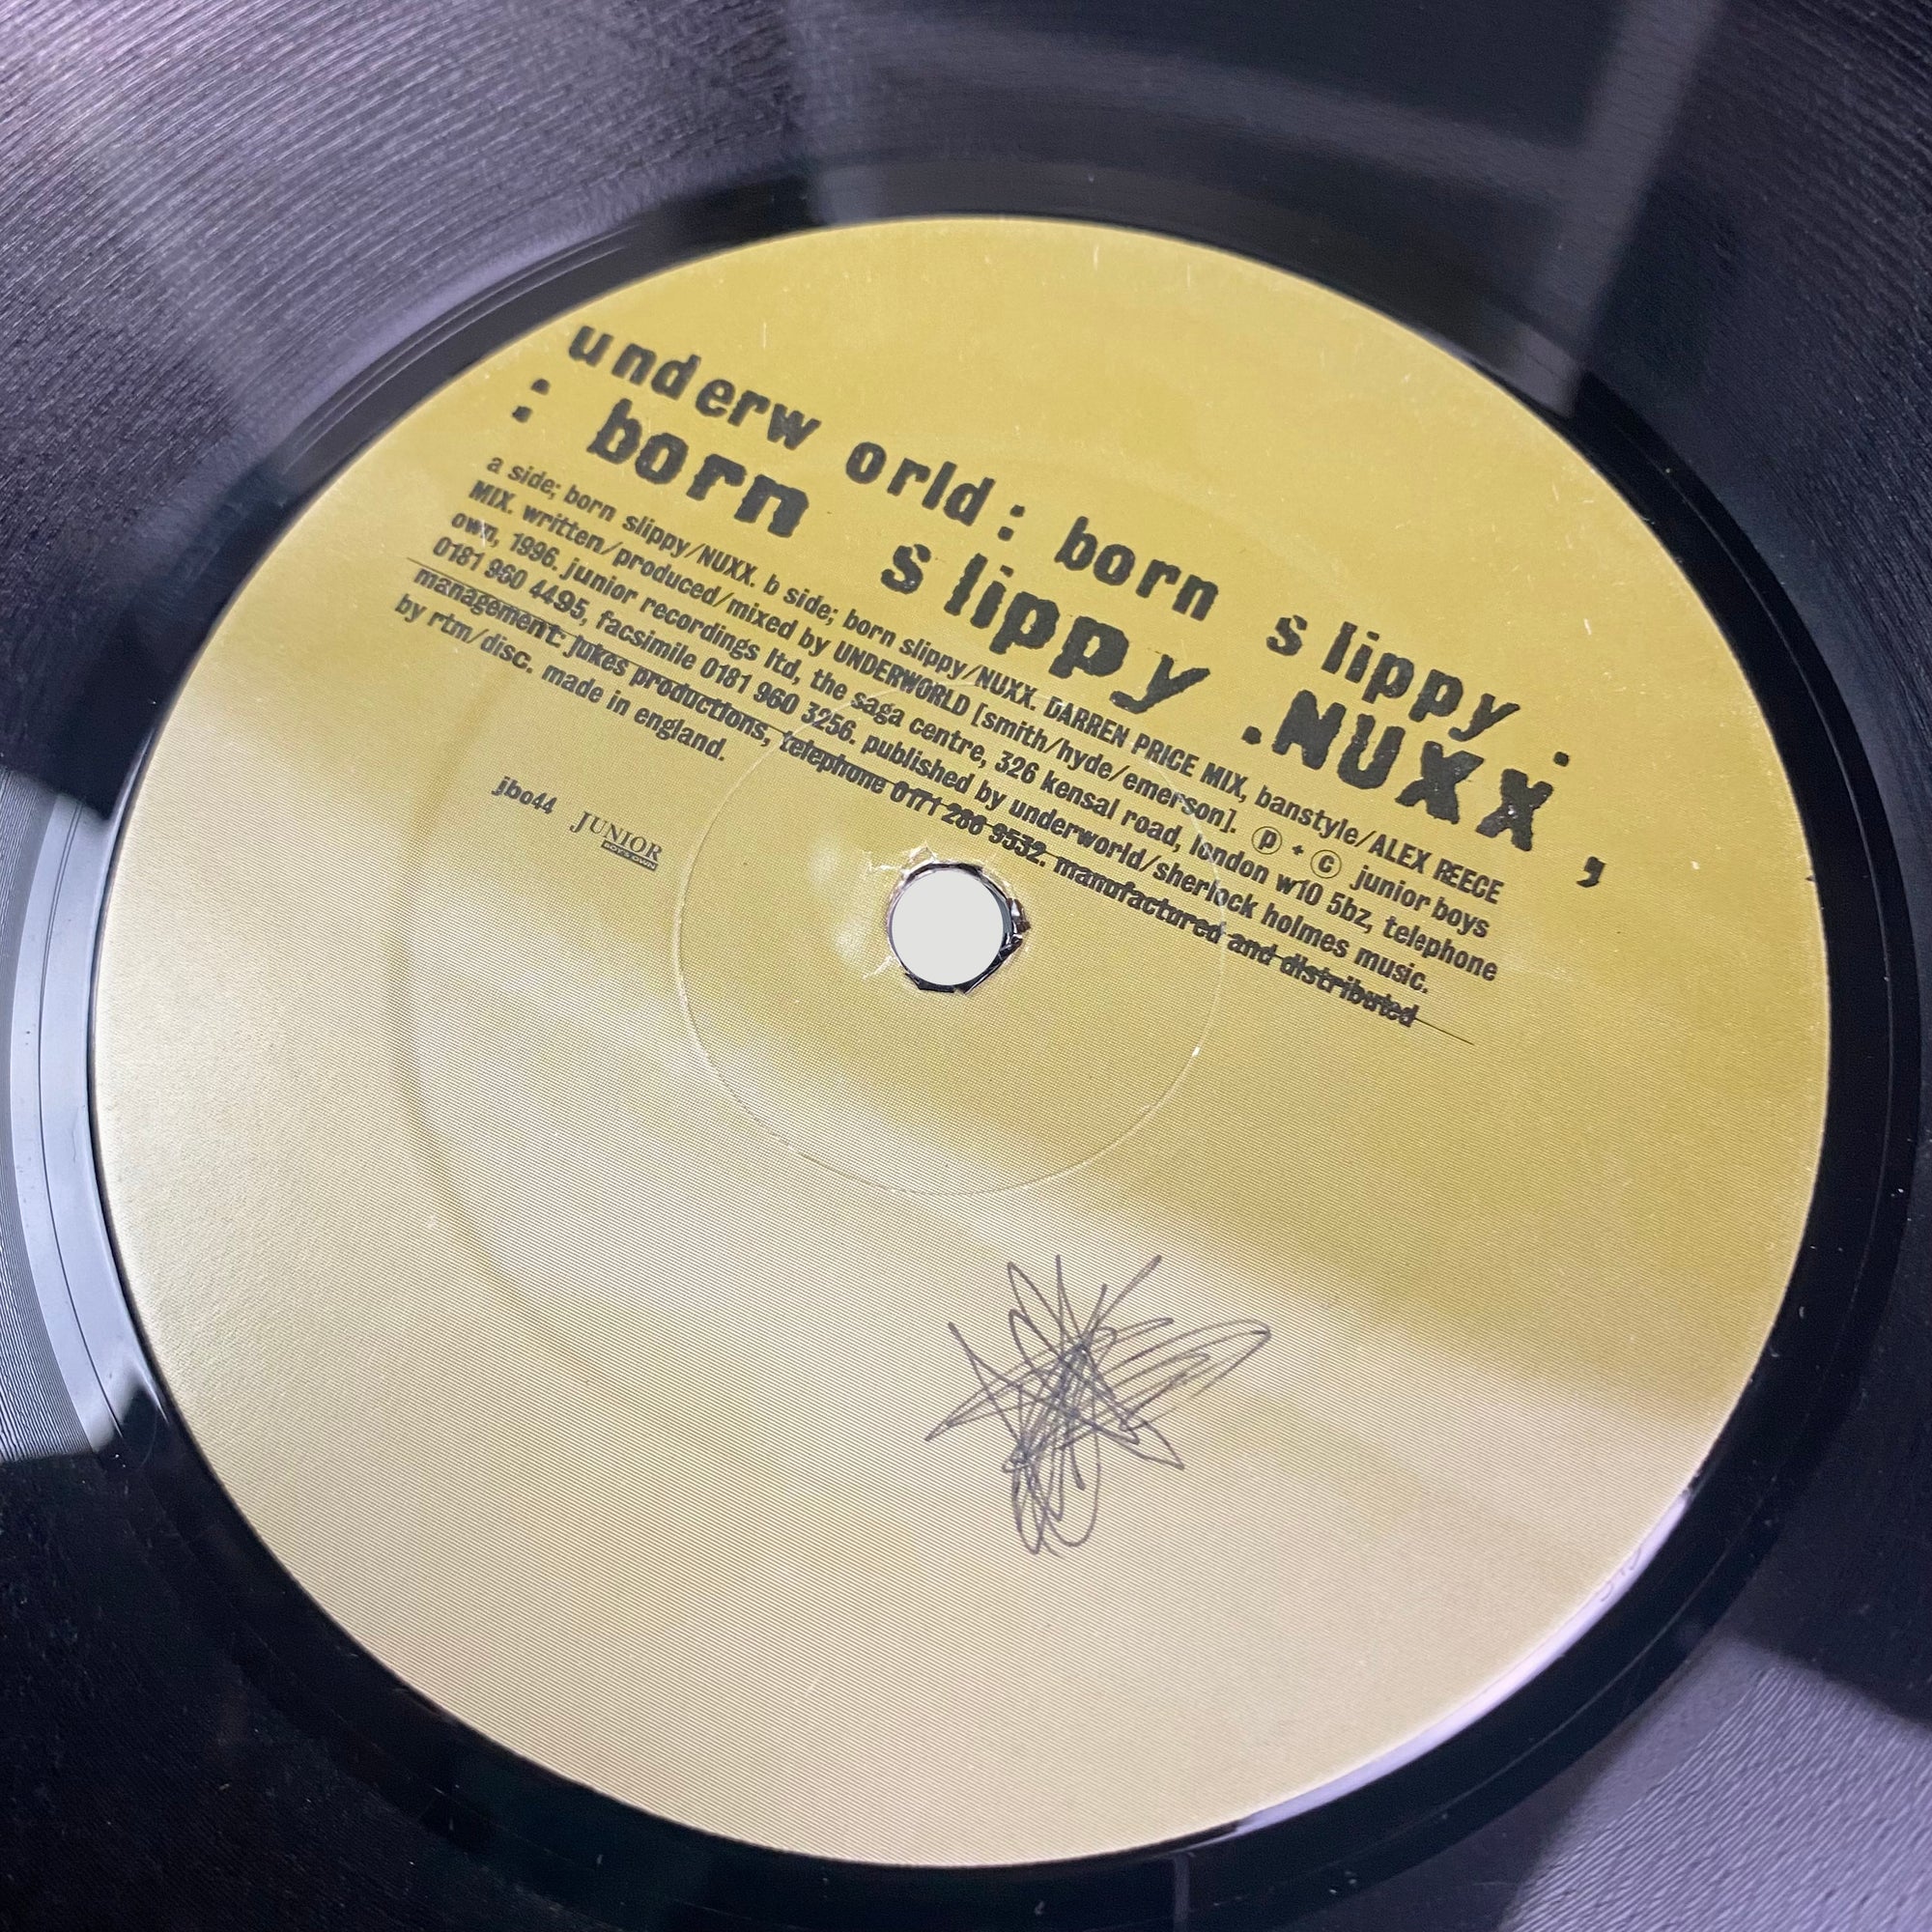 underw orld: born slippy .
: born slippy .NUXX ,
a side; born slippy/NUXX. b side; born slippy/NUXX. DARREN PRICE MIX, banstyle/ALEX REECE
MIX. written/produced/mixed by UNDERWORLD [smith/hyde/emerson]. ⓟ + ⓒ junior boys
own, 1996. junior recordings ltd, the saga centre, 326 kensal road, london w10 5bz, telephone
0181 960 4495, facsimile 0181 960 3256. published by underworld/sherlock holmes music.
management: jukes productions, telephone 0171 286 9532. manufactured and distributed
by rtm/disc. made in england.
jbo44 JUNIOR
BOY'S OWN